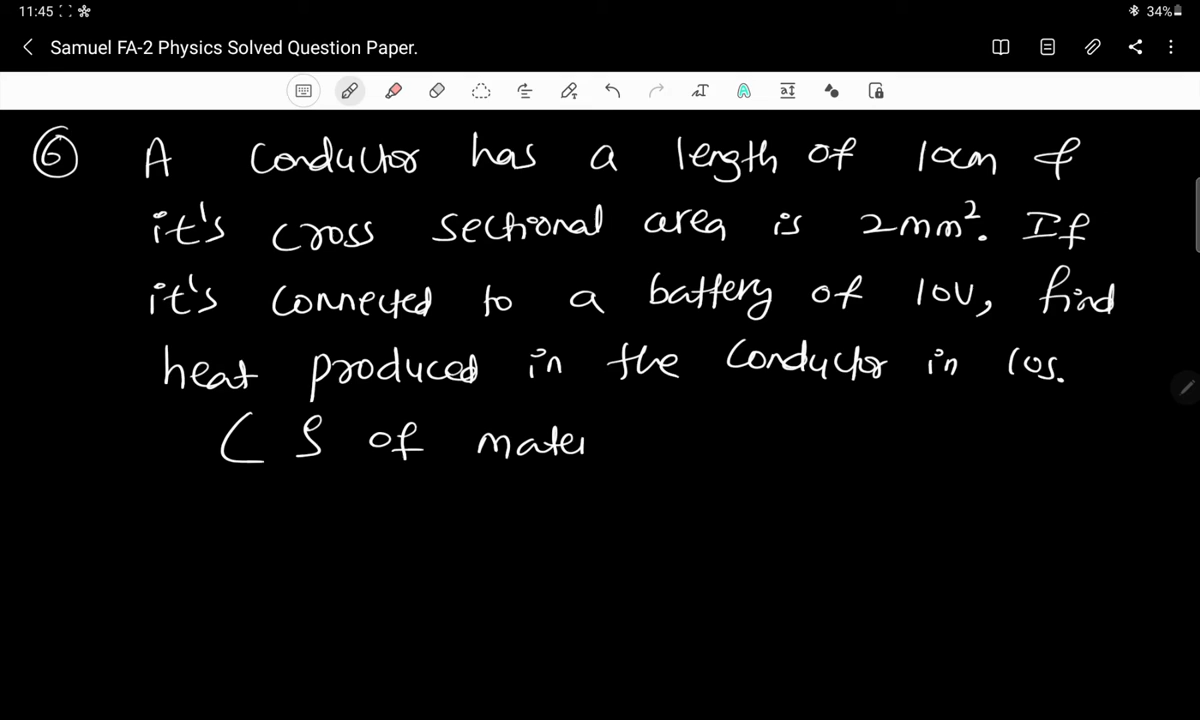 11:45
34%
Samuel FA-2 Physics Solved Question Paper.
6 A conductor has a length of 10cm &
it's cross sectional area is 2mm². If
it's connected to a battery of 10V, find
heat produced in the conductor in 10s.
( ρ of mater